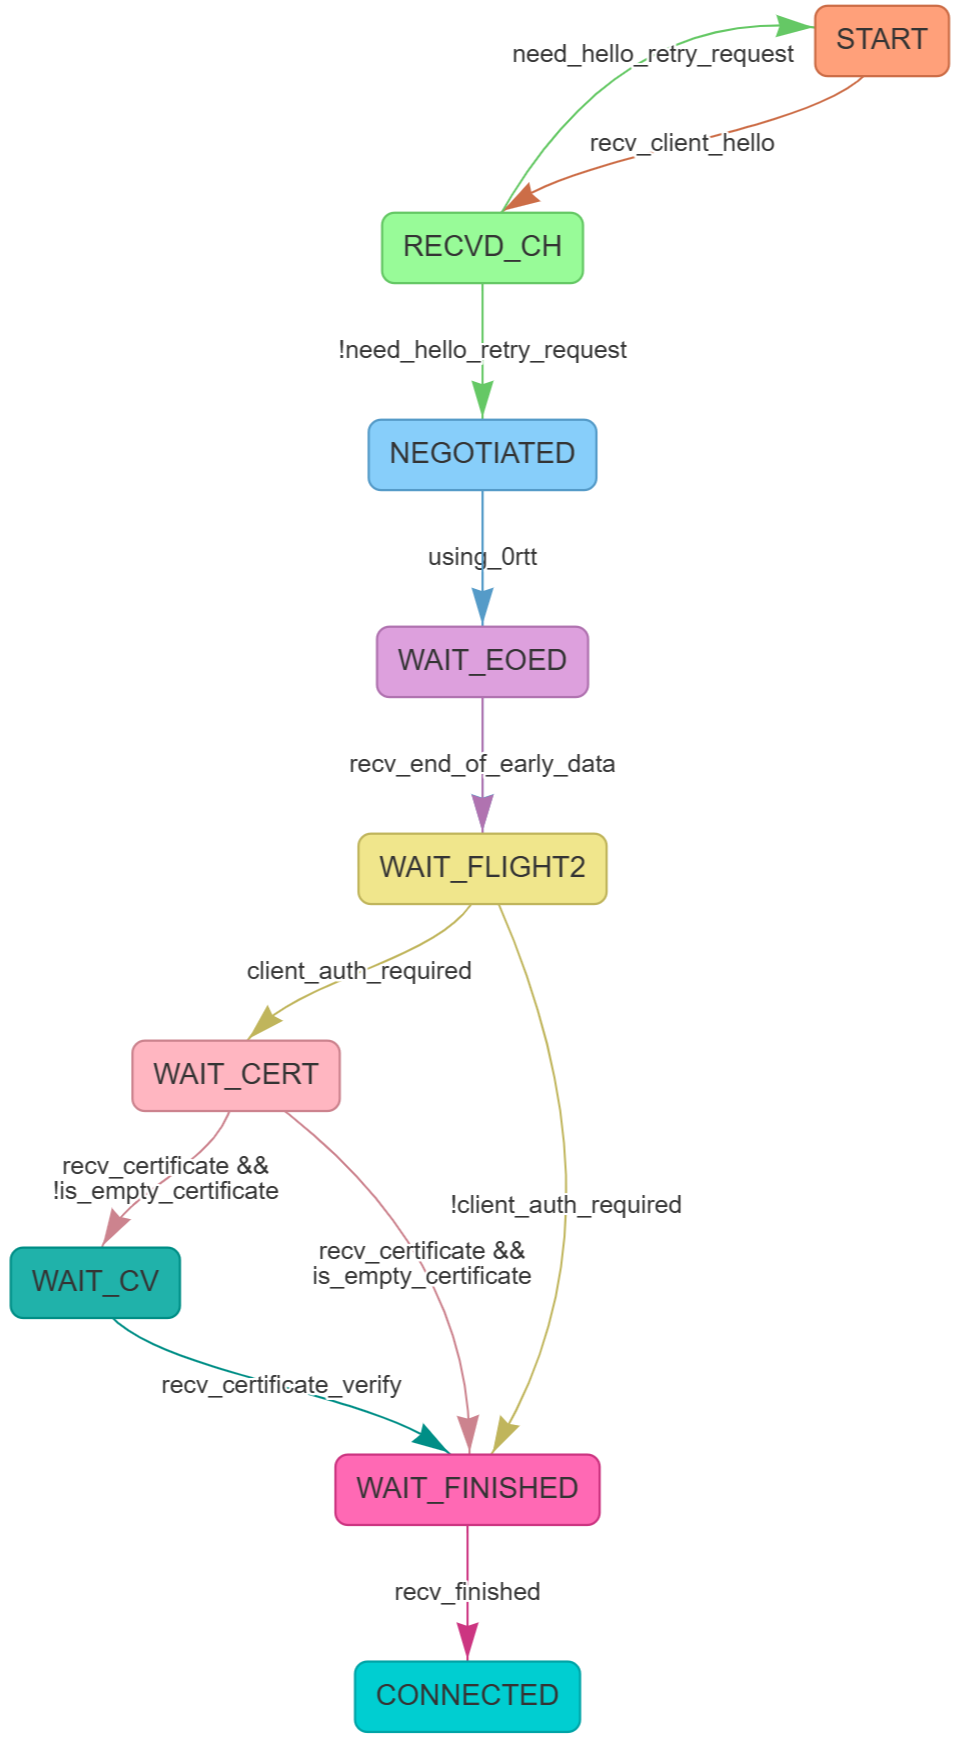 START
need_hello_retry_request
recv_client_hello
RECVD_CH
!need_hello_retry_request
NEGOTIATED
using_0rtt
WAIT_EOED
recv_end_of_early_data
WAIT_FLIGHT2
client_auth_required
WAIT_CERT
recv_certificate &&
!is_empty_certificate
!client_auth_required
recv_certificate &&
is_empty_certificate
WAIT_CV
recv_certificate_verify
WAIT_FINISHED
recv_finished
CONNECTED